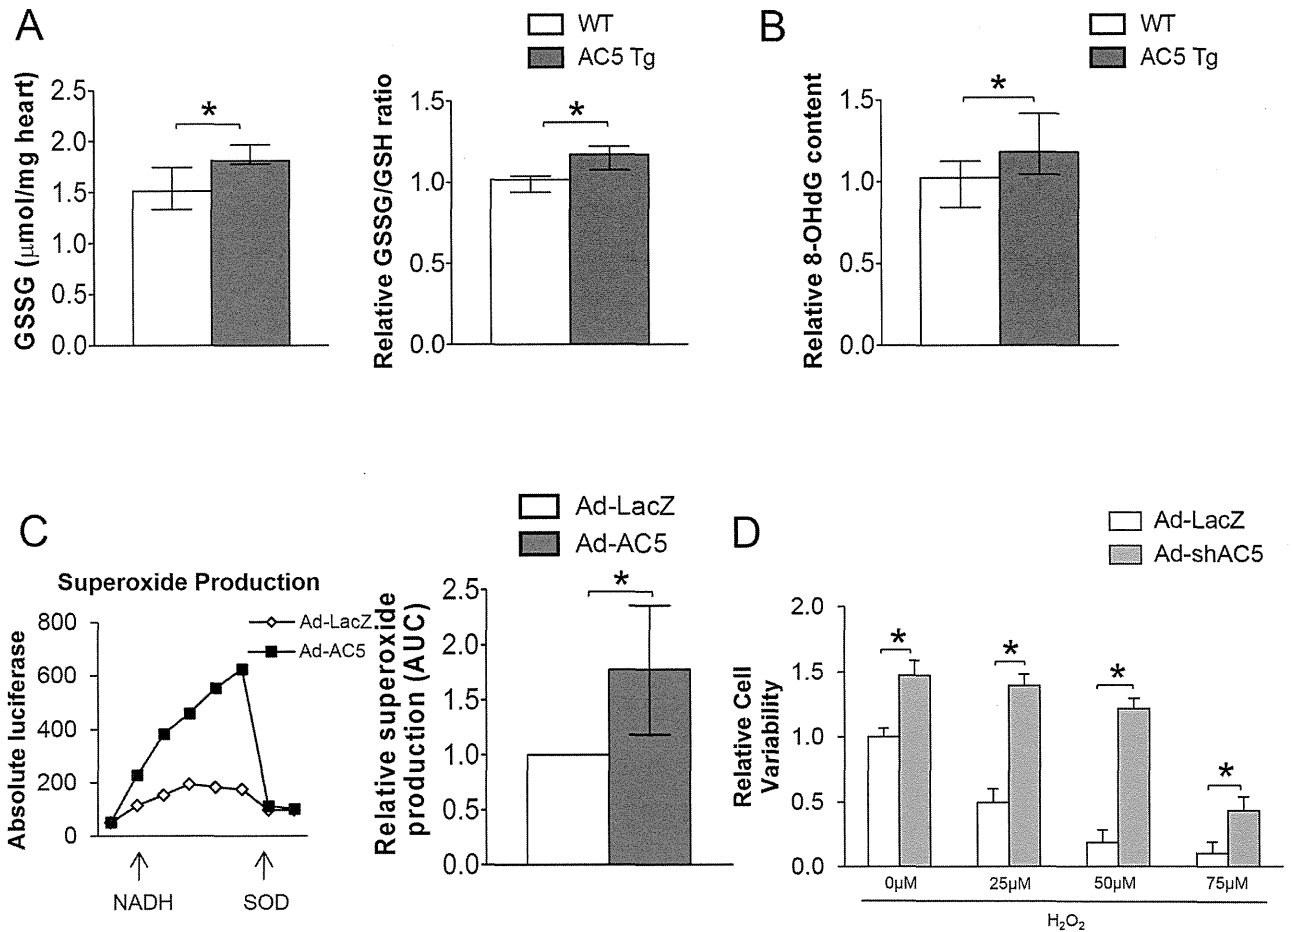 A
WT
AC5 Tg
GSSG (μmol/mg heart)
2.5
2.0
1.5
1.0
0.5
0.0
*
Relative GSSG/GSH ratio
1.5
1.0
0.5
0.0
*
B
WT
AC5 Tg
Relative 8-OHdG content
1.5
1.0
0.5
0.0
*
C
Superoxide Production
Absolute luciferase
800
600
400
200
0
Ad-LacZ
Ad-AC5
NADH
SOD
Ad-LacZ
Ad-AC5
Relative superoxide
production (AUC)
2.5
2.0
1.5
1.0
0.5
0.0
*
D
Ad-LacZ
Ad-shAC5
Relative Cell
Variability
2.0
1.5
1.0
0.5
0.0
*
*
*
*
0μM
25μM
50μM
75μM
H₂O₂